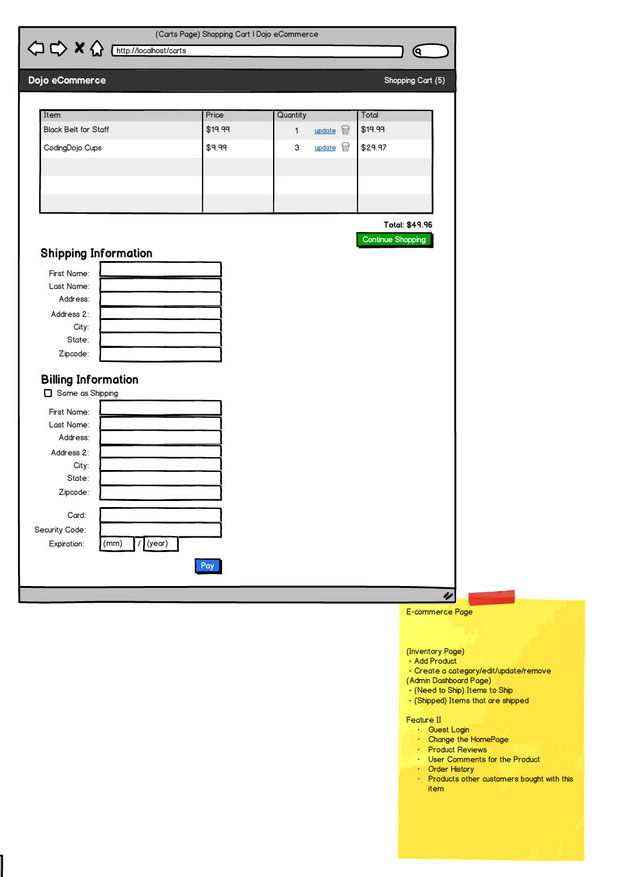 (Carts Page) Shopping Cart | Dojo eCommerce
http://localhost/carts
Dojo eCommerce Shopping Cart (5)
Item Price Quantity Total
Black Belt for Staff $19.99 1 update $19.99
CodingDojo Cups $9.99 3 update $29.97
Total: $49.96
Continue Shopping
Shipping Information
First Name:
Last Name:
Address:
Address 2:
City:
State:
Zipcode:
Billing Information
Same as Shipping
First Name:
Last Name:
Address:
Address 2:
City:
State:
Zipcode:
Card:
Security Code:
Expiration: (mm) / (year)
Pay
E-commerce Page
(Inventory Page)
- Add Product
- Create a category/edit/update/remove
(Admin Dashboard Page)
- (Need to Ship) Items to Ship
- (Shipped) Items that are shipped
Feature II
· Guest Login
· Change the HomePage
· Product Reviews
· User Comments for the Product
· Order History
· Products other customers bought with this
item